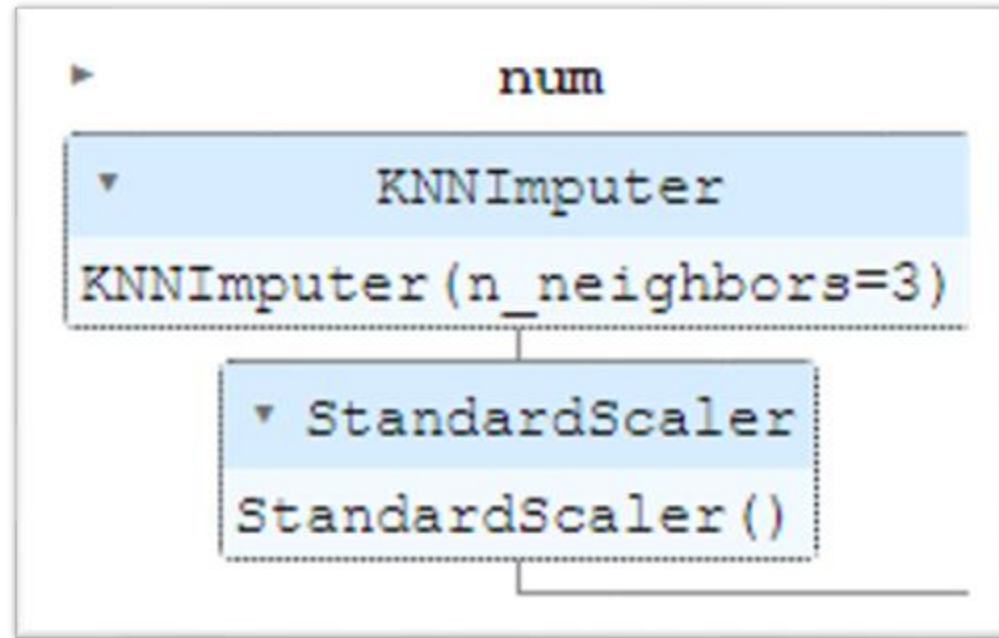 num
KNNImputer
KNNImputer(n_neighbors=3)
StandardScaler
StandardScaler()